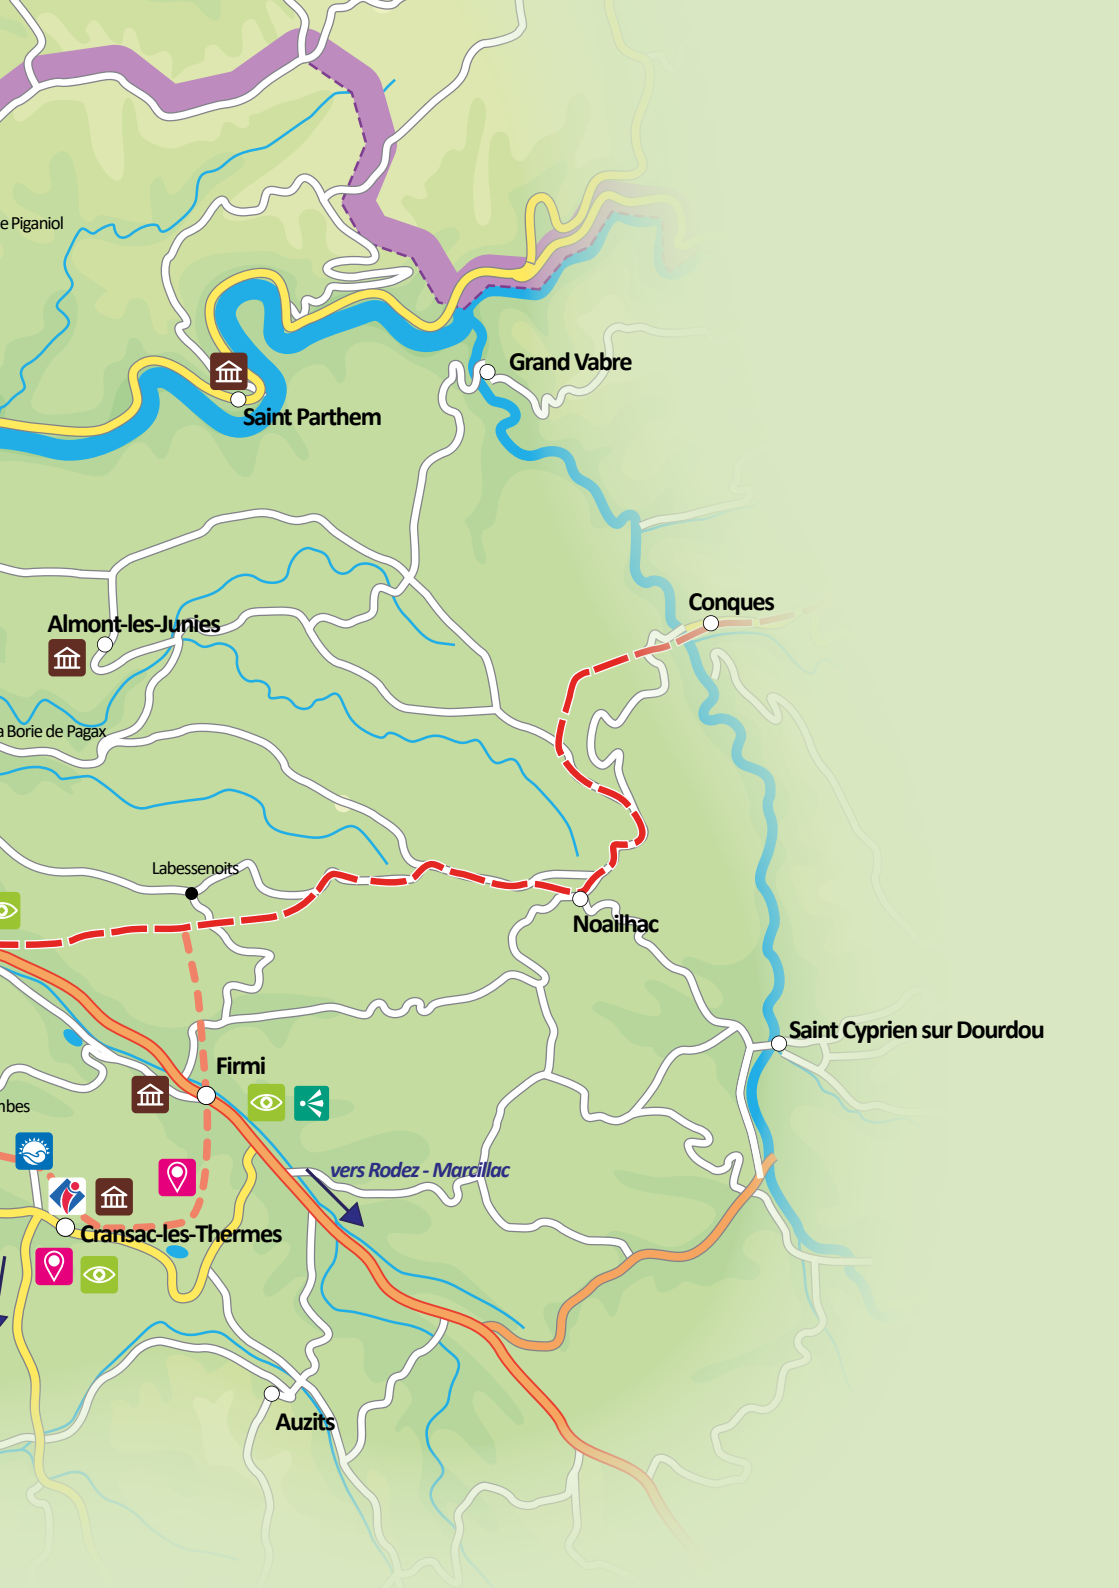 e Piganiol
Grand Vabre
Saint Parthem
Conques
Almont-les-Junies
a Borie de Pagax
Labessenoits
Noailhac
Saint Cyprien sur Dourdou
Firmi
mbes
vers Rodez - Marcillac
Cransac-les-Thermes
Auzits